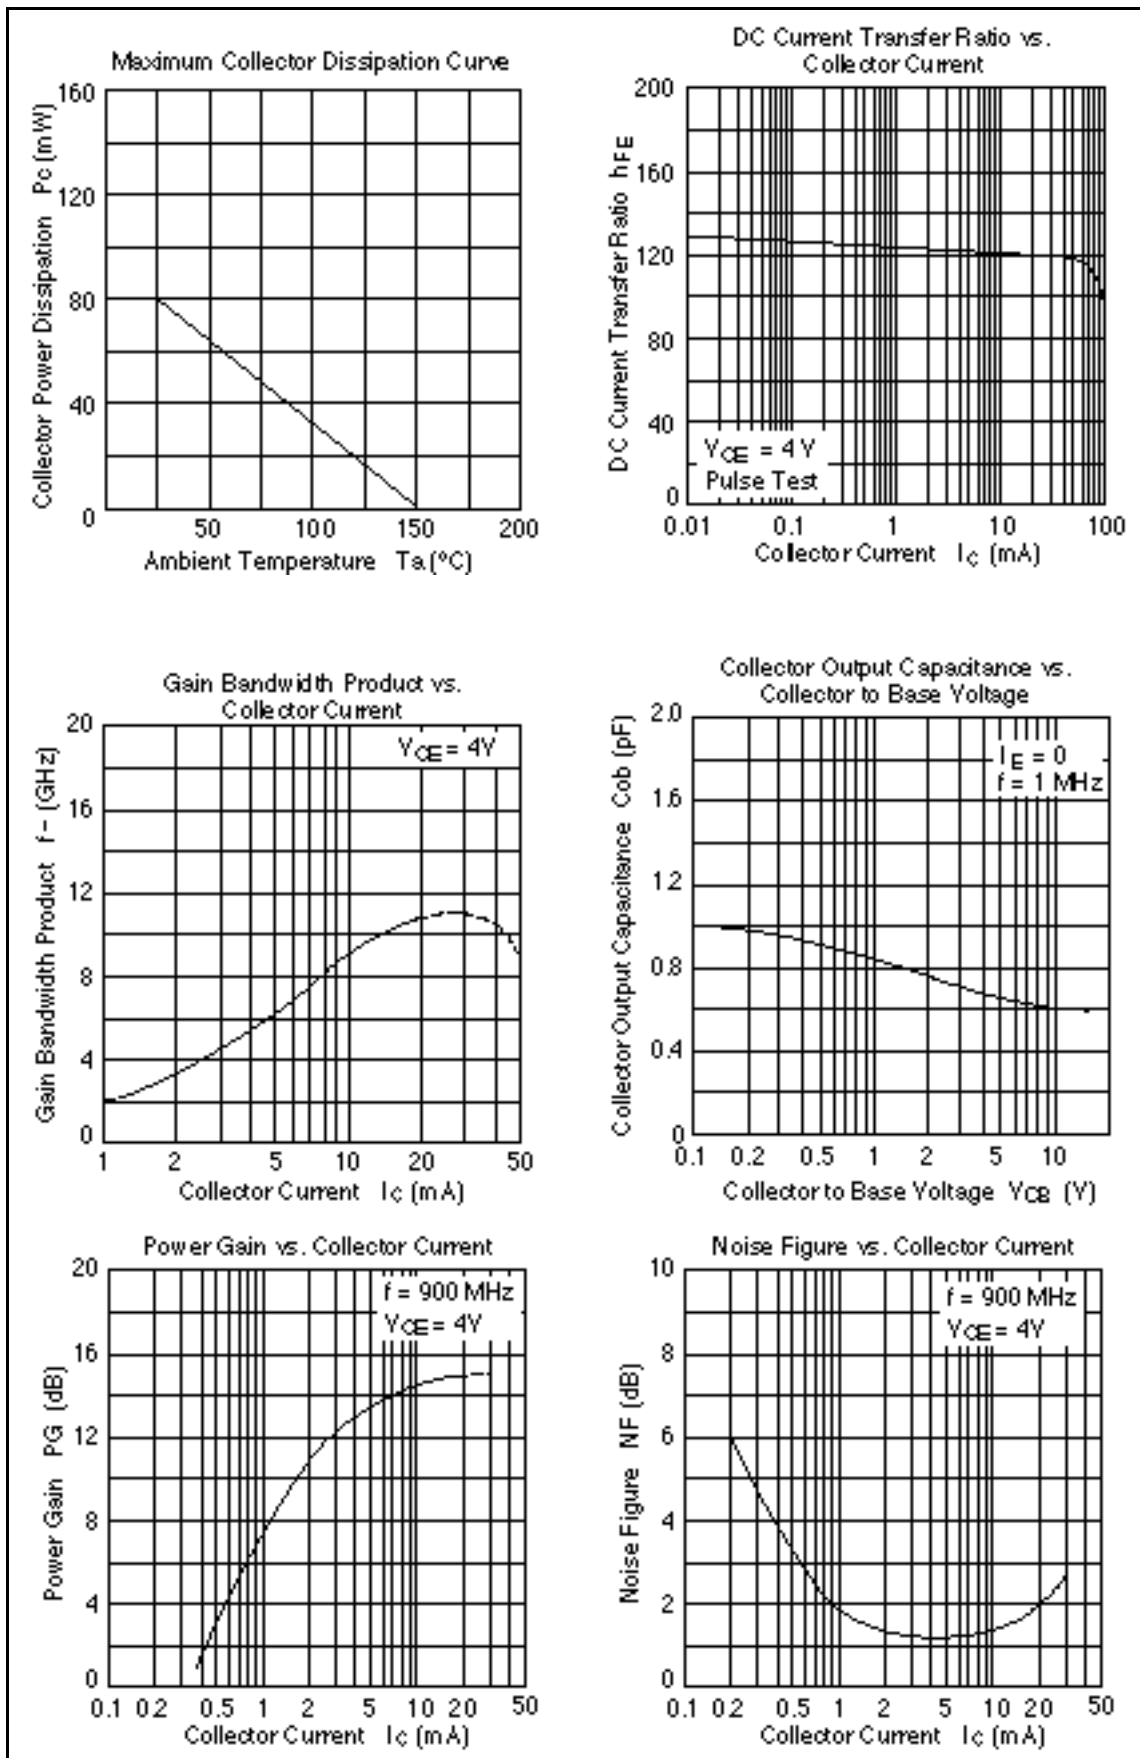 Maximum Collector Dissipation Curve
160
120
80
40
0
Collector Power Dissipation Pc (mW)
50 100 150 200
Ambient Temperature Ta (°C)
DC Current Transfer Ratio vs.
Collector Current
200
160
120
80
40
0
DC Current Transfer Ratio hFE
VCE = 4 V
Pulse Test
0.01 0.1 1 10 100
Collector Current IC (mA)
Gain Bandwidth Product vs.
Collector Current
20
16
12
8
4
0
Gain Bandwidth Product f- (GHz)
VCE = 4V
1 2 5 10 20 50
Collector Current IC (mA)
Collector Output Capacitance vs.
Collector to Base Voltage
2.0
1.6
1.2
0.8
0.4
0
Collector Output Capacitance Cob (pF)
IE = 0
f = 1 MHz
0.1 0.2 0.5 1 2 5 10
Collector to Base Voltage VCB (V)
Power Gain vs. Collector Current
20
16
12
8
4
0
Power Gain PG (dB)
f = 900 MHz
VCE = 4V
0.1 0.2 0.5 1 2 5 10 20 50
Collector Current IC (mA)
Noise Figure vs. Collector Current
10
8
6
4
2
0
Noise Figure NF (dB)
f = 900 MHz
VCE = 4V
0.1 0.2 0.5 1 2 5 10 20 50
Collector Current IC (mA)